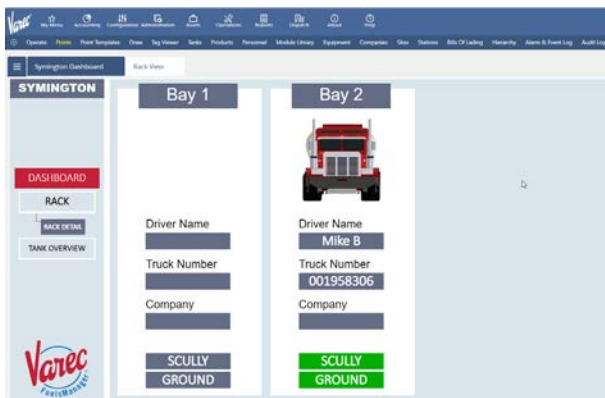 Varec
My Menu Accounting Configuration Administration Assets Operations Reports Dispatch About Help
Operate Points Point Templates Draw Tag Viewer Tanks Products Personnel Module Library Equipment Companies Sites Stations Bills Of Lading Hierarchy Alarm & Event Log Audit Log
Symington Dashboard Rack View
SYMINGTON
DASHBOARD
RACK
RACK DETAIL
TANK OVERVIEW
Varec
FuelsManager
Bay 1
Driver Name
Truck Number
Company
SCULLY
GROUND
Bay 2
Driver Name
Mike B
Truck Number
001958306
Company
SCULLY
GROUND